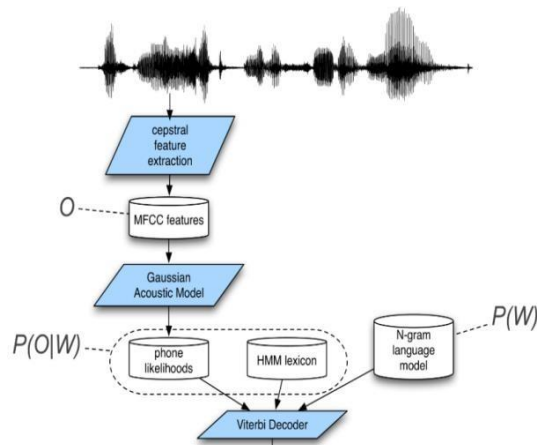 cepstral
feature
extraction
O
MFCC features
Gaussian
Acoustic Model
P(O|W)
phone
likelihoods
HMM lexicon
N-gram
language
model
P(W)
Viterbi Decoder